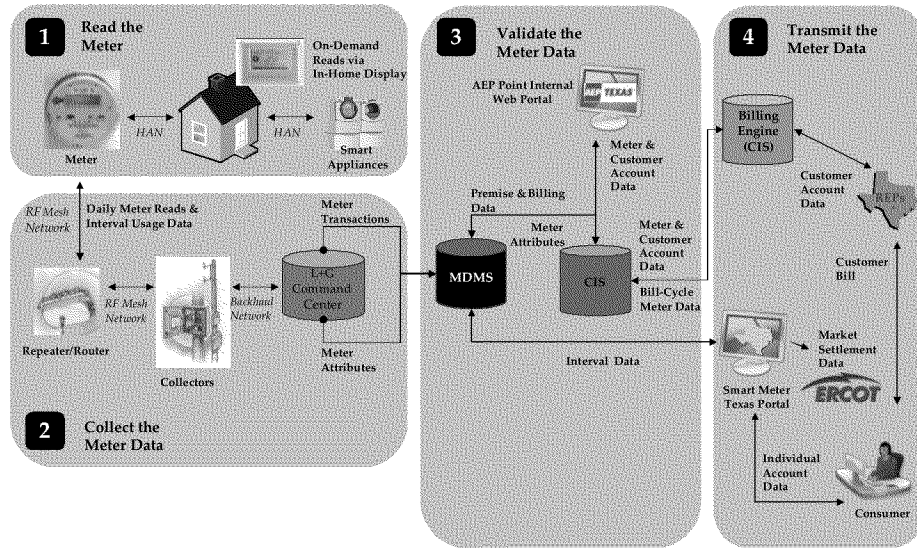 1
Read the
Meter
On-Demand
Reads via
In-Home Display
HAN
HAN
Meter
Smart
Appliances
RF Mesh
Network
Daily Meter Reads &
Interval Usage Data
Meter
Transactions
L+G
Command
Center
RF Mesh
Network
Backhaul
Network
Repeater/Router
Collectors
Meter
Attributes
2
Collect the
Meter Data
3
Validate the
Meter Data
AEP Point Internal
Web Portal
AEP TEXAS
Meter &
Customer
Account
Data
Premise & Billing
Data
Meter
Attributes
MDMS
CIS
Meter &
Customer
Account
Data
Bill-Cycle
Meter Data
Interval Data
4
Transmit the
Meter Data
Billing
Engine
(CIS)
Customer
Account
Data
REPs
Customer
Bill
Market
Settlement
Data
ERCOT
Smart Meter
Texas Portal
Individual
Account
Data
Consumer